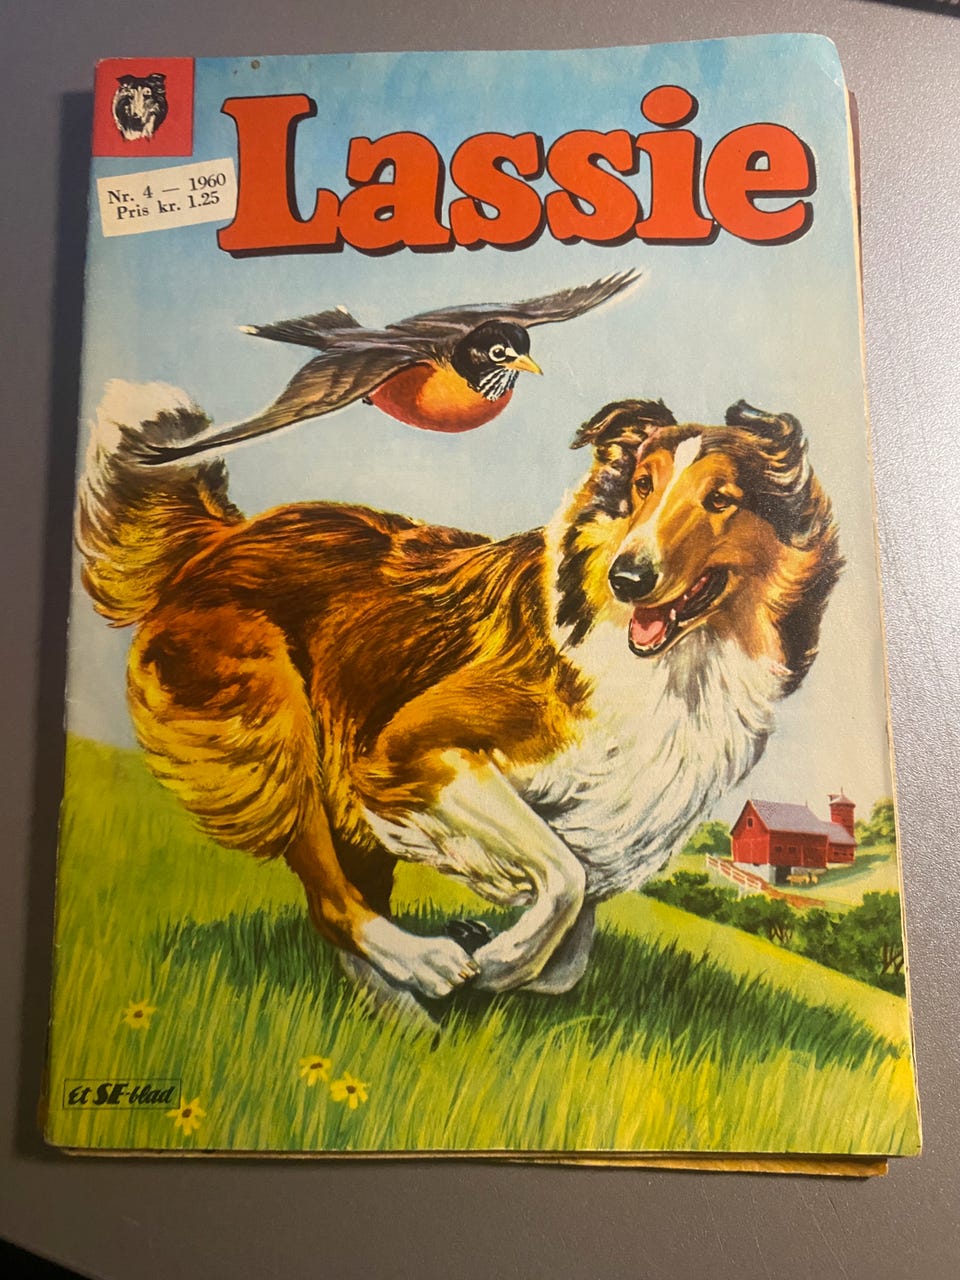 Lassie
Nr. 4 — 1960
Pris kr. 1.25
Et SE-blad